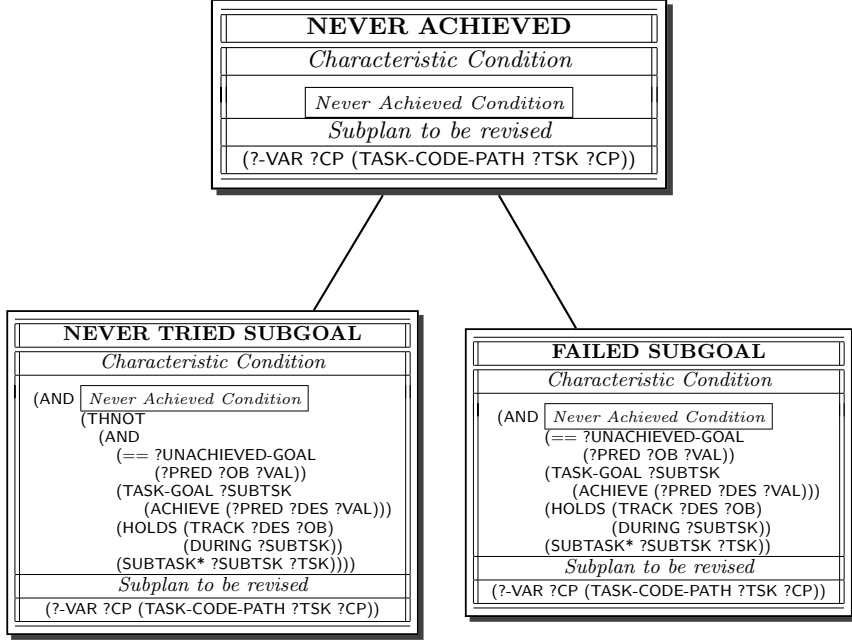 NEVER ACHIEVED
Characteristic Condition
Never Achieved Condition
Subplan to be revised
(?-VAR ?CP (TASK-CODE-PATH ?TSK ?CP))
NEVER TRIED SUBGOAL
Characteristic Condition
(AND Never Achieved Condition
(THNOT
(AND
(== ?UNACHIEVED-GOAL
(?PRED ?OB ?VAL))
(TASK-GOAL ?SUBTSK
(ACHIEVE (?PRED ?DES ?VAL)))
(HOLDS (TRACK ?DES ?OB)
(DURING ?SUBTSK))
(SUBTASK* ?SUBTSK ?TSK))))
Subplan to be revised
(?-VAR ?CP (TASK-CODE-PATH ?TSK ?CP))
FAILED SUBGOAL
Characteristic Condition
(AND Never Achieved Condition
(== ?UNACHIEVED-GOAL
(?PRED ?OB ?VAL))
(TASK-GOAL ?SUBTSK
(ACHIEVE (?PRED ?DES ?VAL)))
(HOLDS (TRACK ?DES ?OB)
(DURING ?SUBTSK))
(SUBTASK* ?SUBTSK ?TSK))
Subplan to be revised
(?-VAR ?CP (TASK-CODE-PATH ?TSK ?CP))